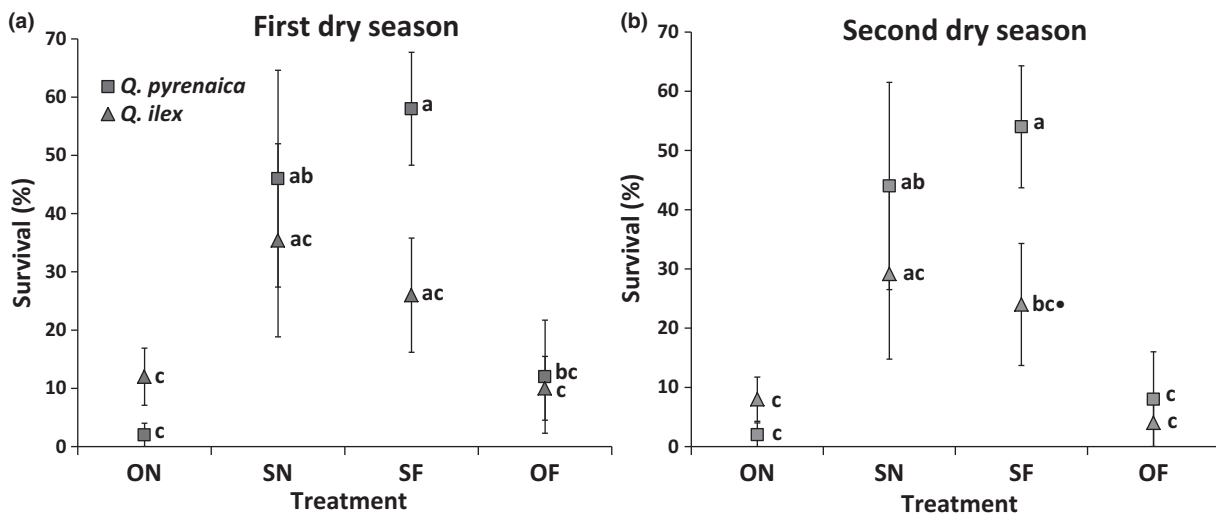 (a)
First dry season
70
60
50
40
30
20
10
0
Survival (%)
Q. pyrenaica
Q. ilex
c
c
ab
ac
a
ac
bc
c
ON SN SF OF
Treatment
(b)
Second dry season
70
60
50
40
30
20
10
0
Survival (%)
c
c
ab
ac
a
bc•
c
c
ON SN SF OF
Treatment